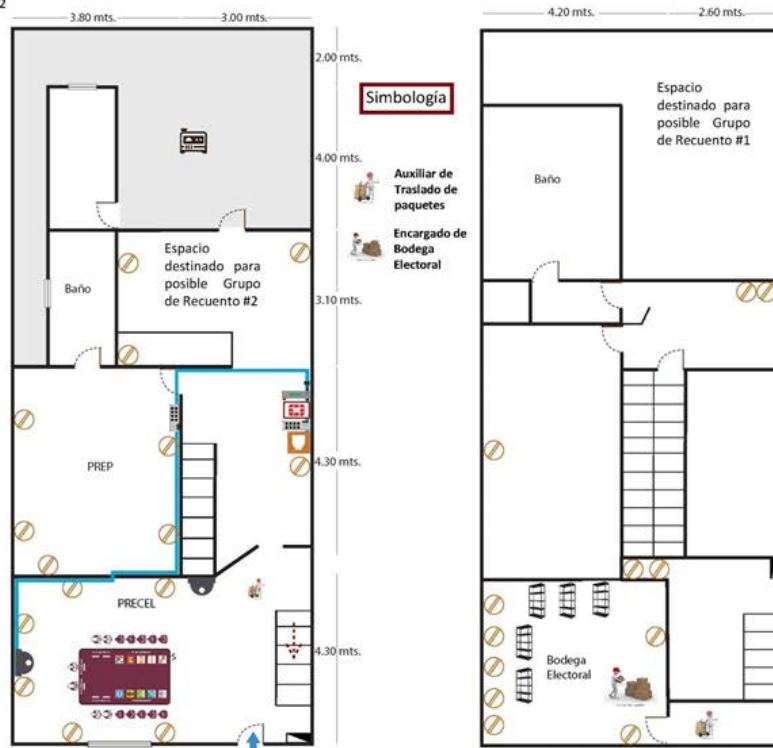 2
3.80 mts.
3.00 mts.
2.00 mts.
4.00 mts.
3.10 mts.
4.30 mts.
4.30 mts.
Baño
Espacio
destinado para
posible Grupo
de Recuento #2
PREP
PRECEL
s
Simbología
Auxiliar de
Traslado de
paquetes
Encargado de
Bodega
Electoral
4.20 mts.
2.60 mts.
Espacio
destinado para
posible Grupo
de Recuento #1
Baño
Bodega
Electoral